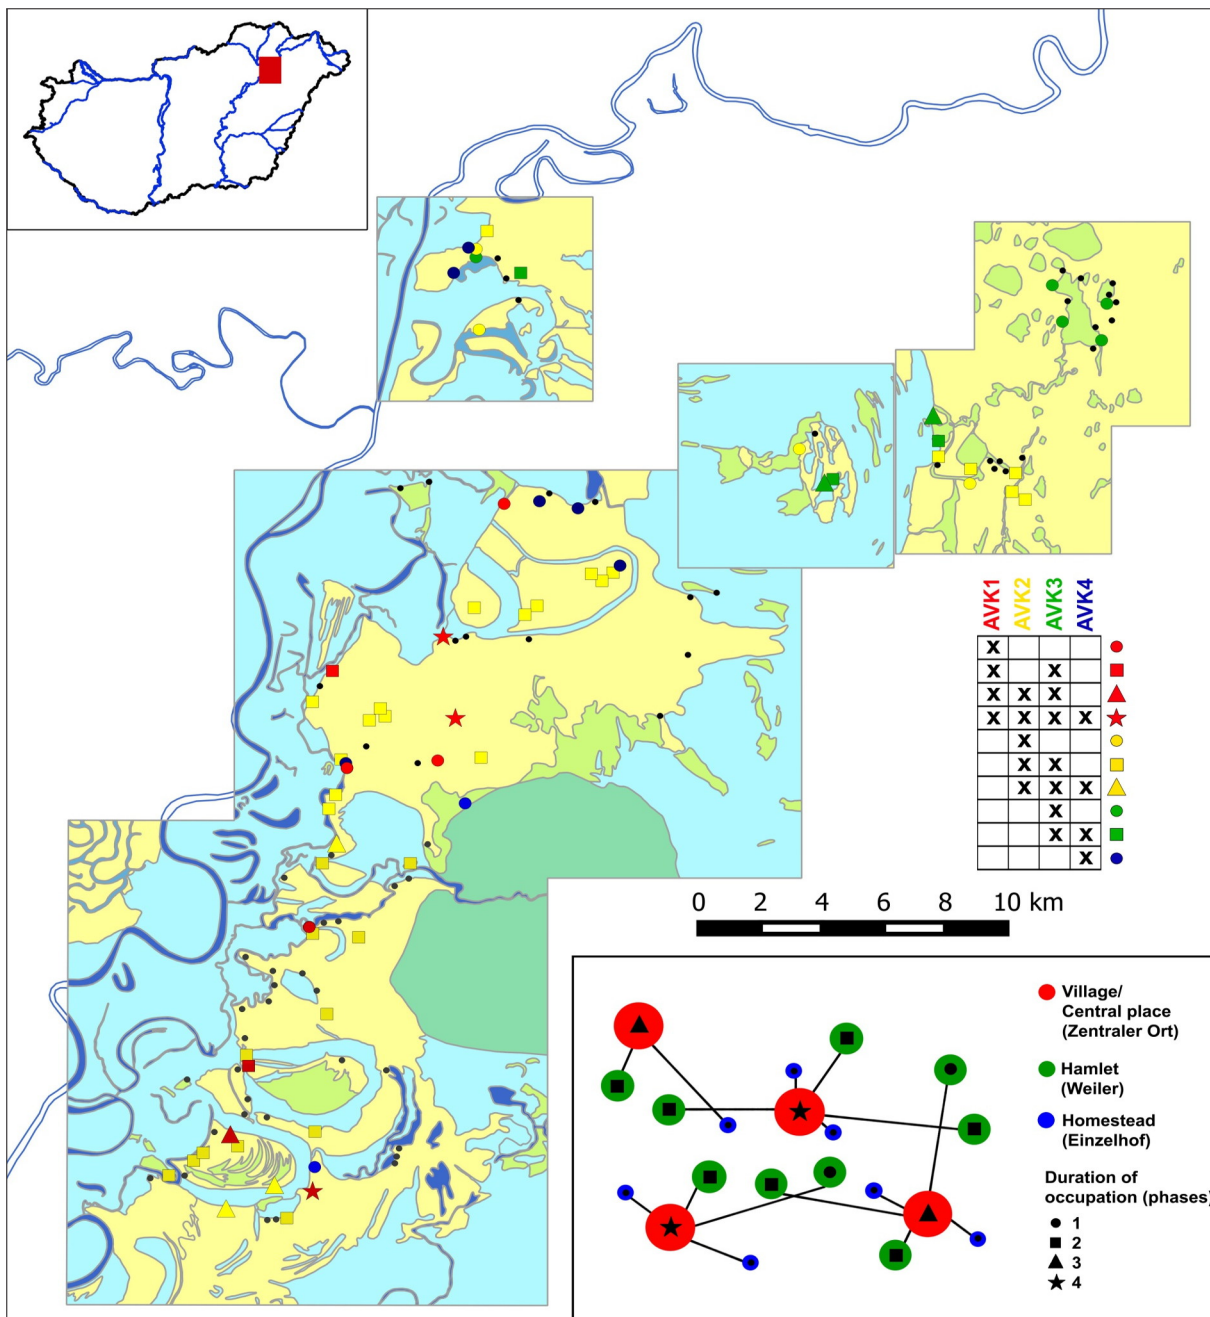 AVK1 AVK2 AVK3 AVK4
x
x x
x x x
x x x x
x
x x
x x x
x
x x
x
0 2 4 6 8 10 km
Village/
Central place
(Zentraler Ort)
Hamlet
(Weiler)
Homestead
(Einzelhof)
Duration of
occupation (phases)
1
2
3
4